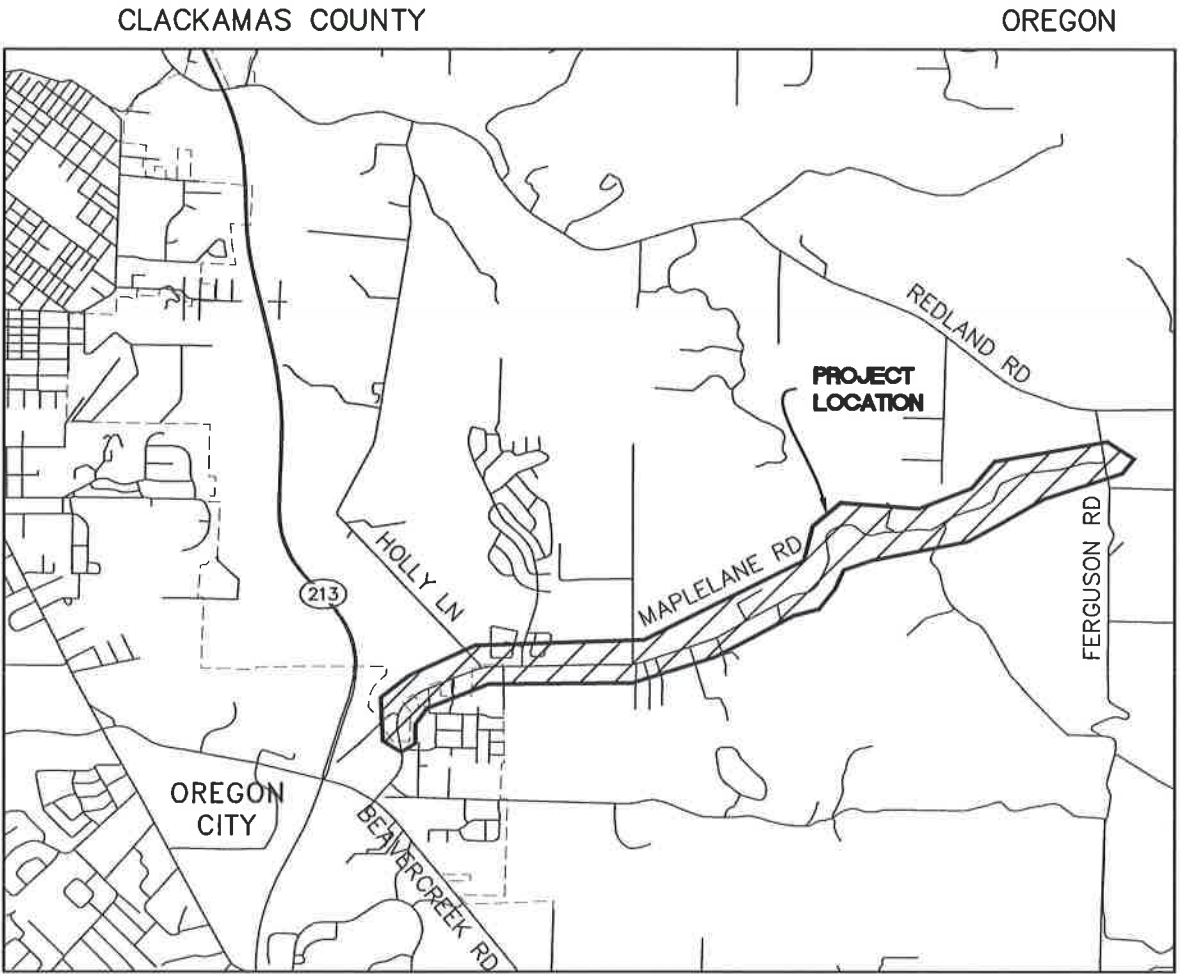 CLACKAMAS COUNTY
OREGON
REDLAND RD
PROJECT
LOCATION
HOLLY LN
MAPLELANE RD
FERGUSON RD
213
OREGON
CITY
BEAVERCREEK RD